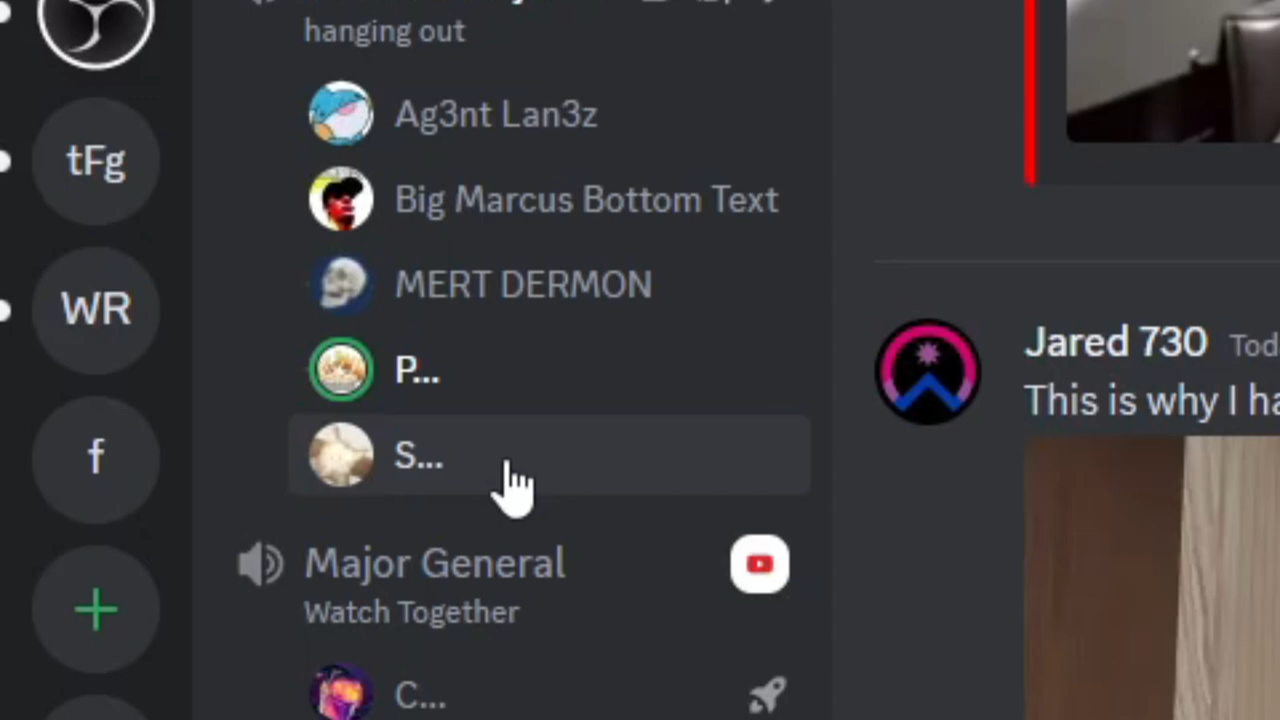 hanging out
tFg
Ag3nt Lan3z
Big Marcus Bottom Text
WR
MERT DERMON
P...
Jared 730 Tod
This is why I ha
f
S...
Major General
Watch Together
C...